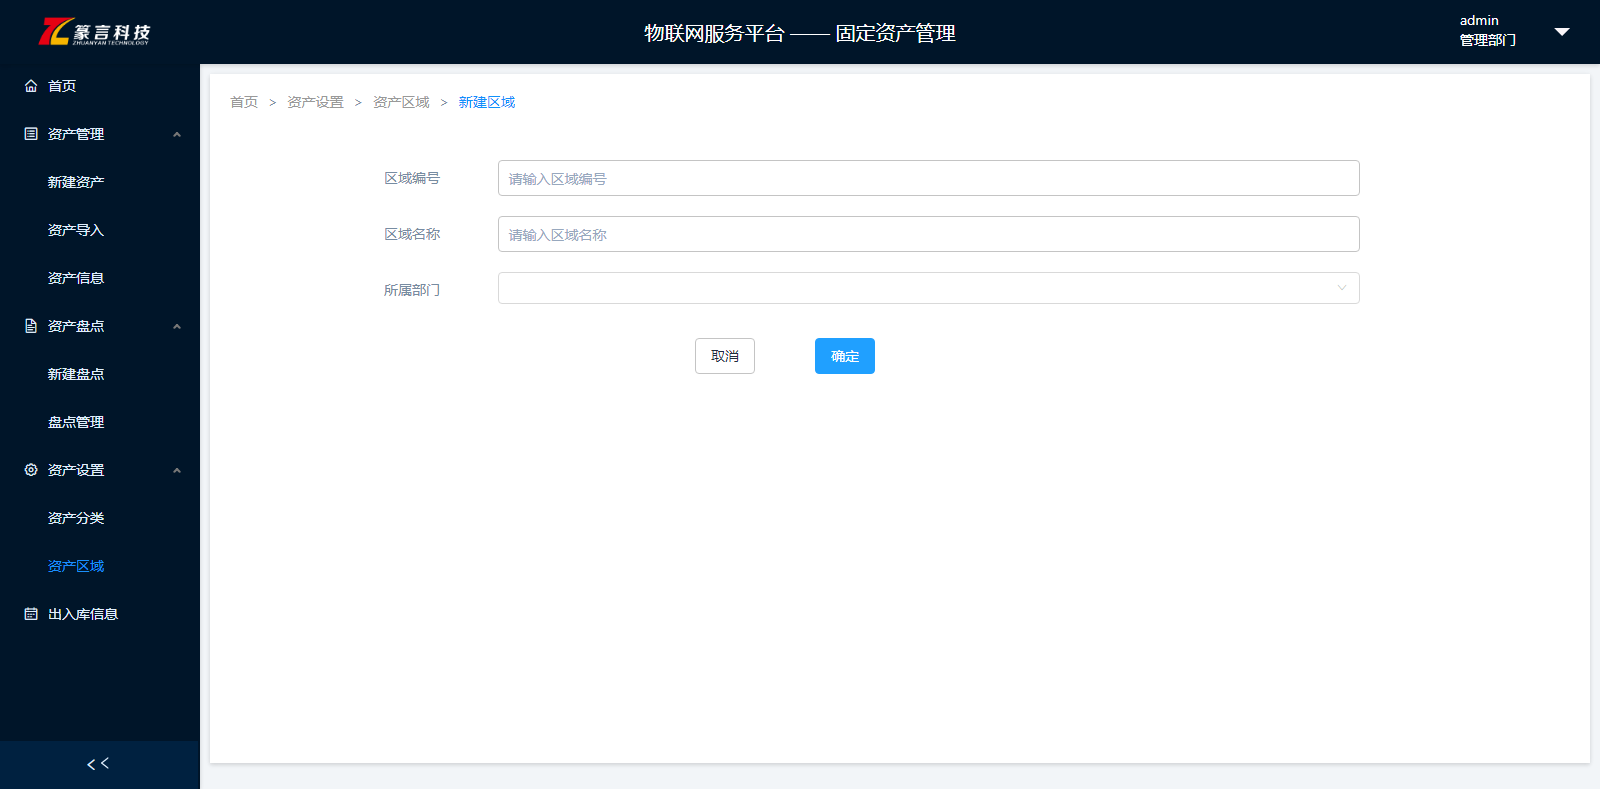 篆言科技
ZHUANYAN TECHNOLOGY
物联网服务平台 —— 固定资产管理
admin
管理部门
首页
资产管理
新建资产
资产导入
资产信息
资产盘点
新建盘点
盘点管理
资产设置
资产分类
资产区域
出入库信息
<<
首页 > 资产设置 > 资产区域 > 新建区域
区域编号 请输入区域编号
区域名称 请输入区域名称
所属部门
取消 确定